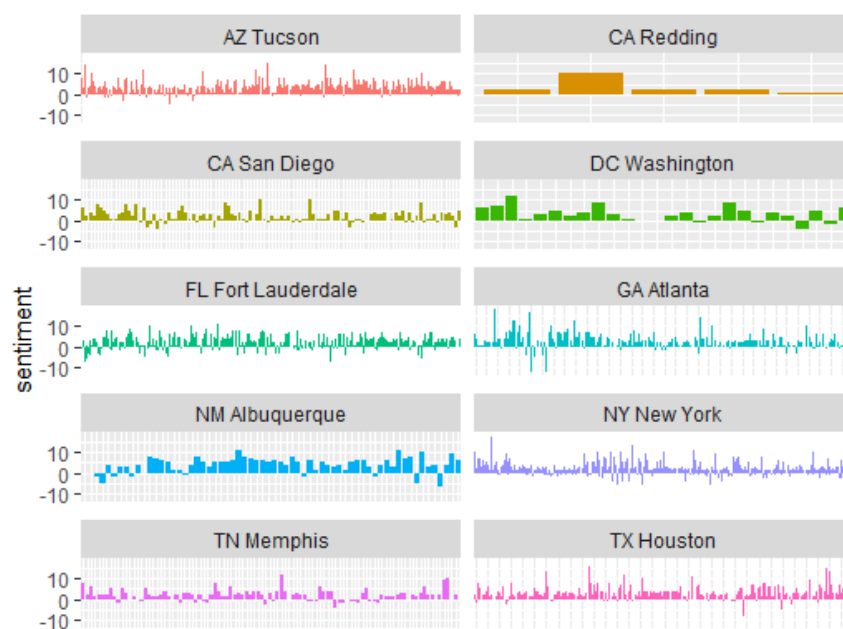 AZ Tucson
CA Redding
10
0
-10
CA San Diego
DC Washington
10
0
-10
sentiment
FL Fort Lauderdale
GA Atlanta
10
0
-10
NM Albuquerque
NY New York
10
0
-10
TN Memphis
TX Houston
10
0
-10